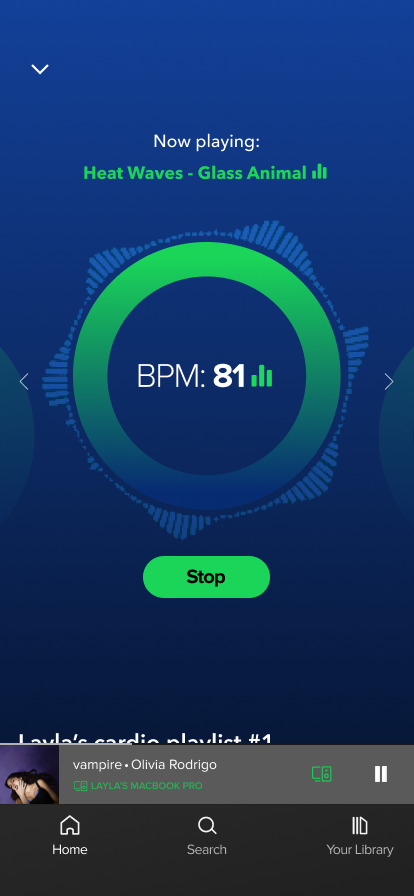 Now playing:
Heat Waves - Glass Animal
BPM: 81
Stop
Layla's cardio playlist #1
vampire • Olivia Rodrigo
LAYLA'S MACBOOK PRO
Home
Search
Your Library